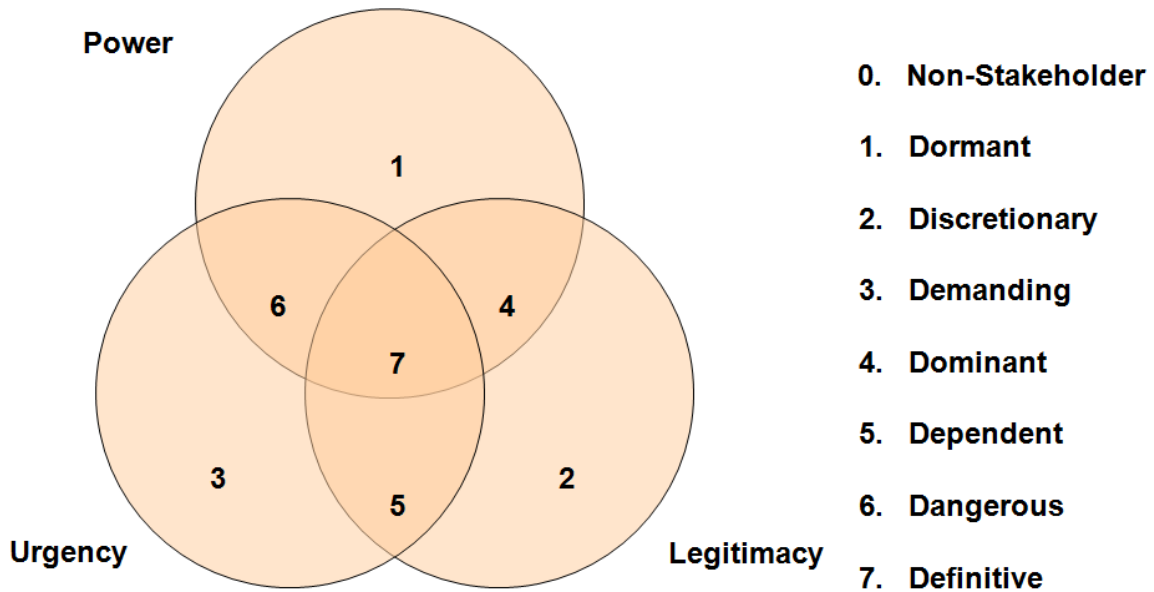 Power
1
6
4
7
3
5
2
Urgency
Legitimacy
0. Non-Stakeholder
1. Dormant
2. Discretionary
3. Demanding
4. Dominant
5. Dependent
6. Dangerous
7. Definitive